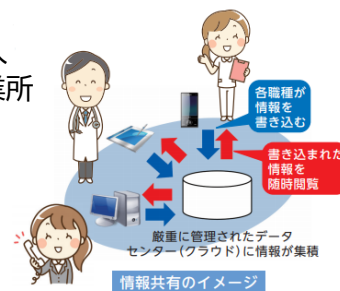 業所
各職種が
情報を
書き込む
書き込まれた
情報を
随時閲覧
厳重に管理されたデータ
センター(クラウド)に情報が集積
情報共有のイメージ